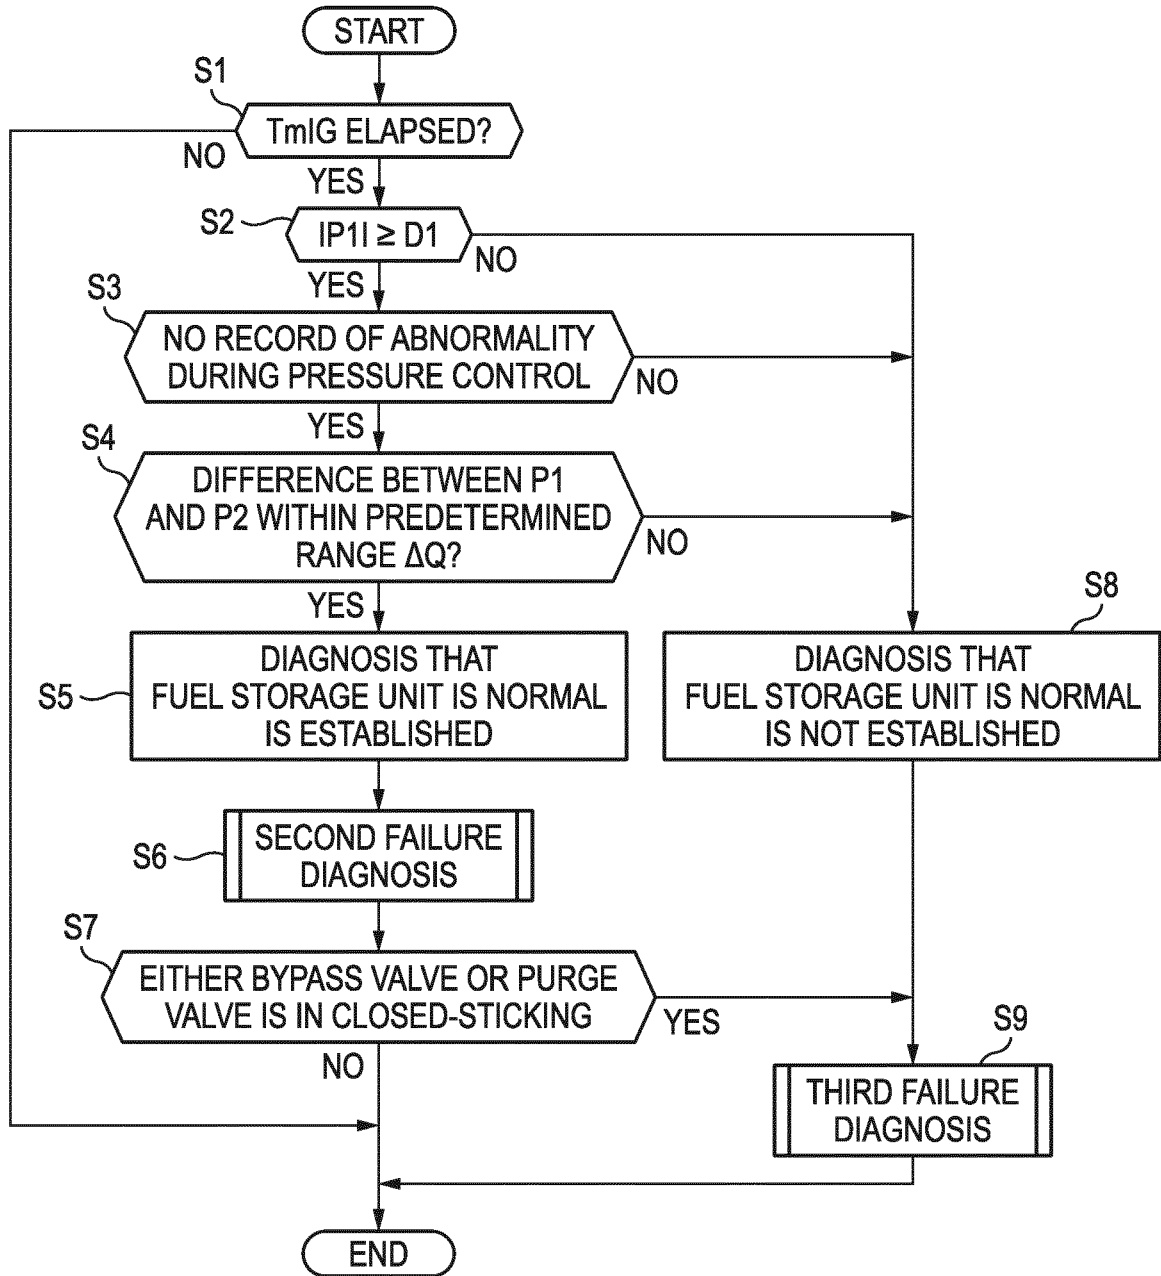 START
S1
TmIG ELAPSED?
NO
YES
S2
IP1I ≥ D1
NO
YES
S3
NO RECORD OF ABNORMALITY
DURING PRESSURE CONTROL
NO
YES
S4
DIFFERENCE BETWEEN P1
AND P2 WITHIN PREDETERMINED
RANGE ΔQ?
NO
YES
S5
DIAGNOSIS THAT
FUEL STORAGE UNIT IS NORMAL
IS ESTABLISHED
S8
DIAGNOSIS THAT
FUEL STORAGE UNIT IS NORMAL
IS NOT ESTABLISHED
S6
SECOND FAILURE
DIAGNOSIS
S7
EITHER BYPASS VALVE OR PURGE
VALVE IS IN CLOSED-STICKING
YES
NO
S9
THIRD FAILURE
DIAGNOSIS
END